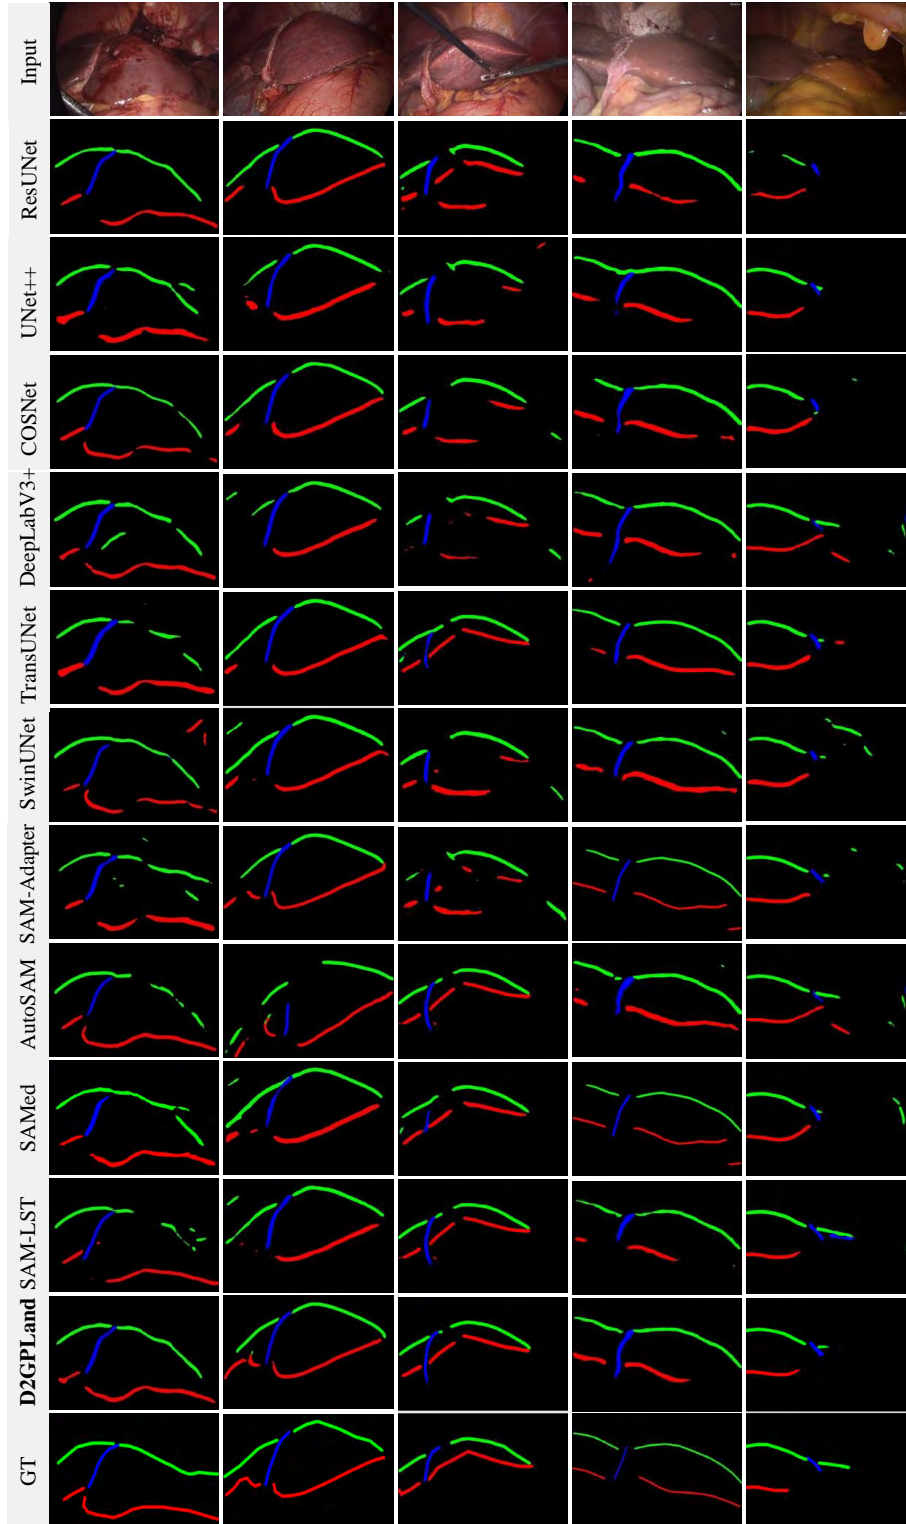 Input
ResUNet
UNet++
COSNet
DeepLabV3+
TransUNet
SwinUNet
SAM-Adapter
AutoSAM
SAMed
SAM-LST
D2GPLand
GT